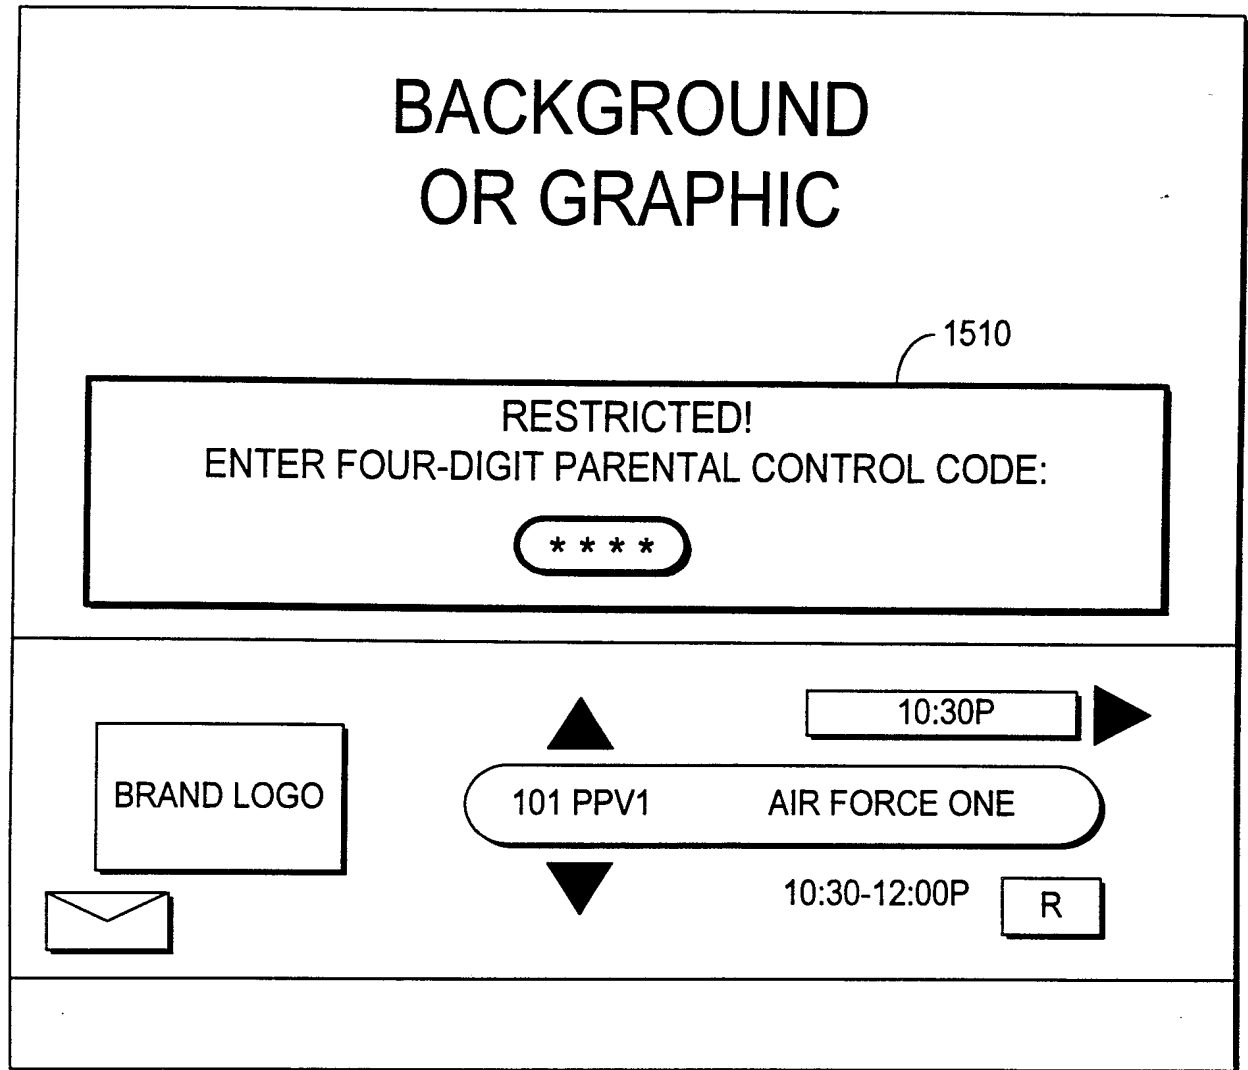 BACKGROUND
OR GRAPHIC
1510
RESTRICTED!
ENTER FOUR-DIGIT PARENTAL CONTROL CODE:
* * * *
10:30P
BRAND LOGO
101 PPV1 AIR FORCE ONE
10:30-12:00P R